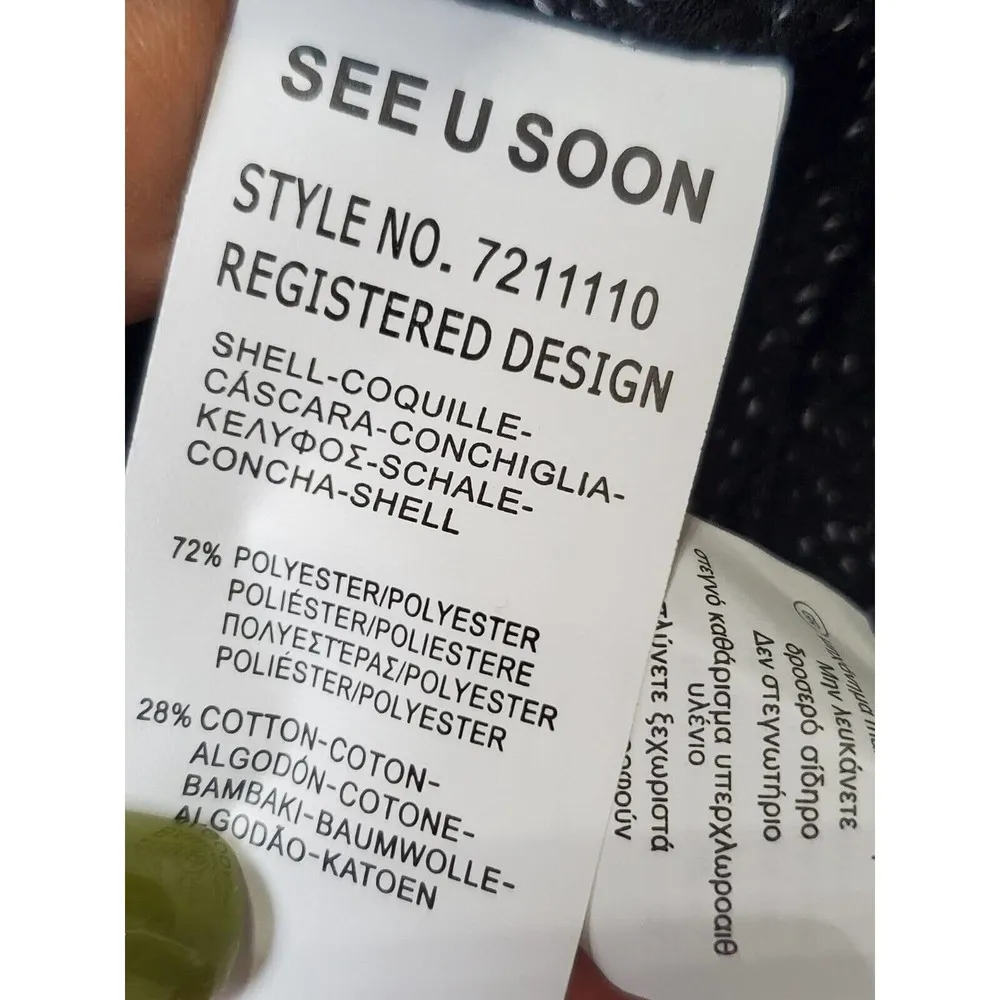 SEE U SOON
STYLE NO. 7211110
REGISTERED DESIGN
SHELL-COQUILLE-
CÁSCARA-CONCHIGLIA-
ΚΕΛΥΦΟΣ-SCHALE-
CONCHA-SHELL
72% POLYESTER/POLYESTER
POLIÉSTER/POLIESTERE
ΠΟΛΥΕΣΤΕΡΑΣ/POLYESTER
POLIÉSTER/POLYESTER
28% COTTON-COTON-
ALGODÓN-COTONE-
BAMBAKI-BAUMWOLLE-
ALGODÃO-KATOEN
Μην λευκάνετε
δροσερό σίδηρο
Δεν στεγνωτήριο
στεγνό καθάρισμα υπερχλωροαιθ
υλένιο
ξεχωριστά